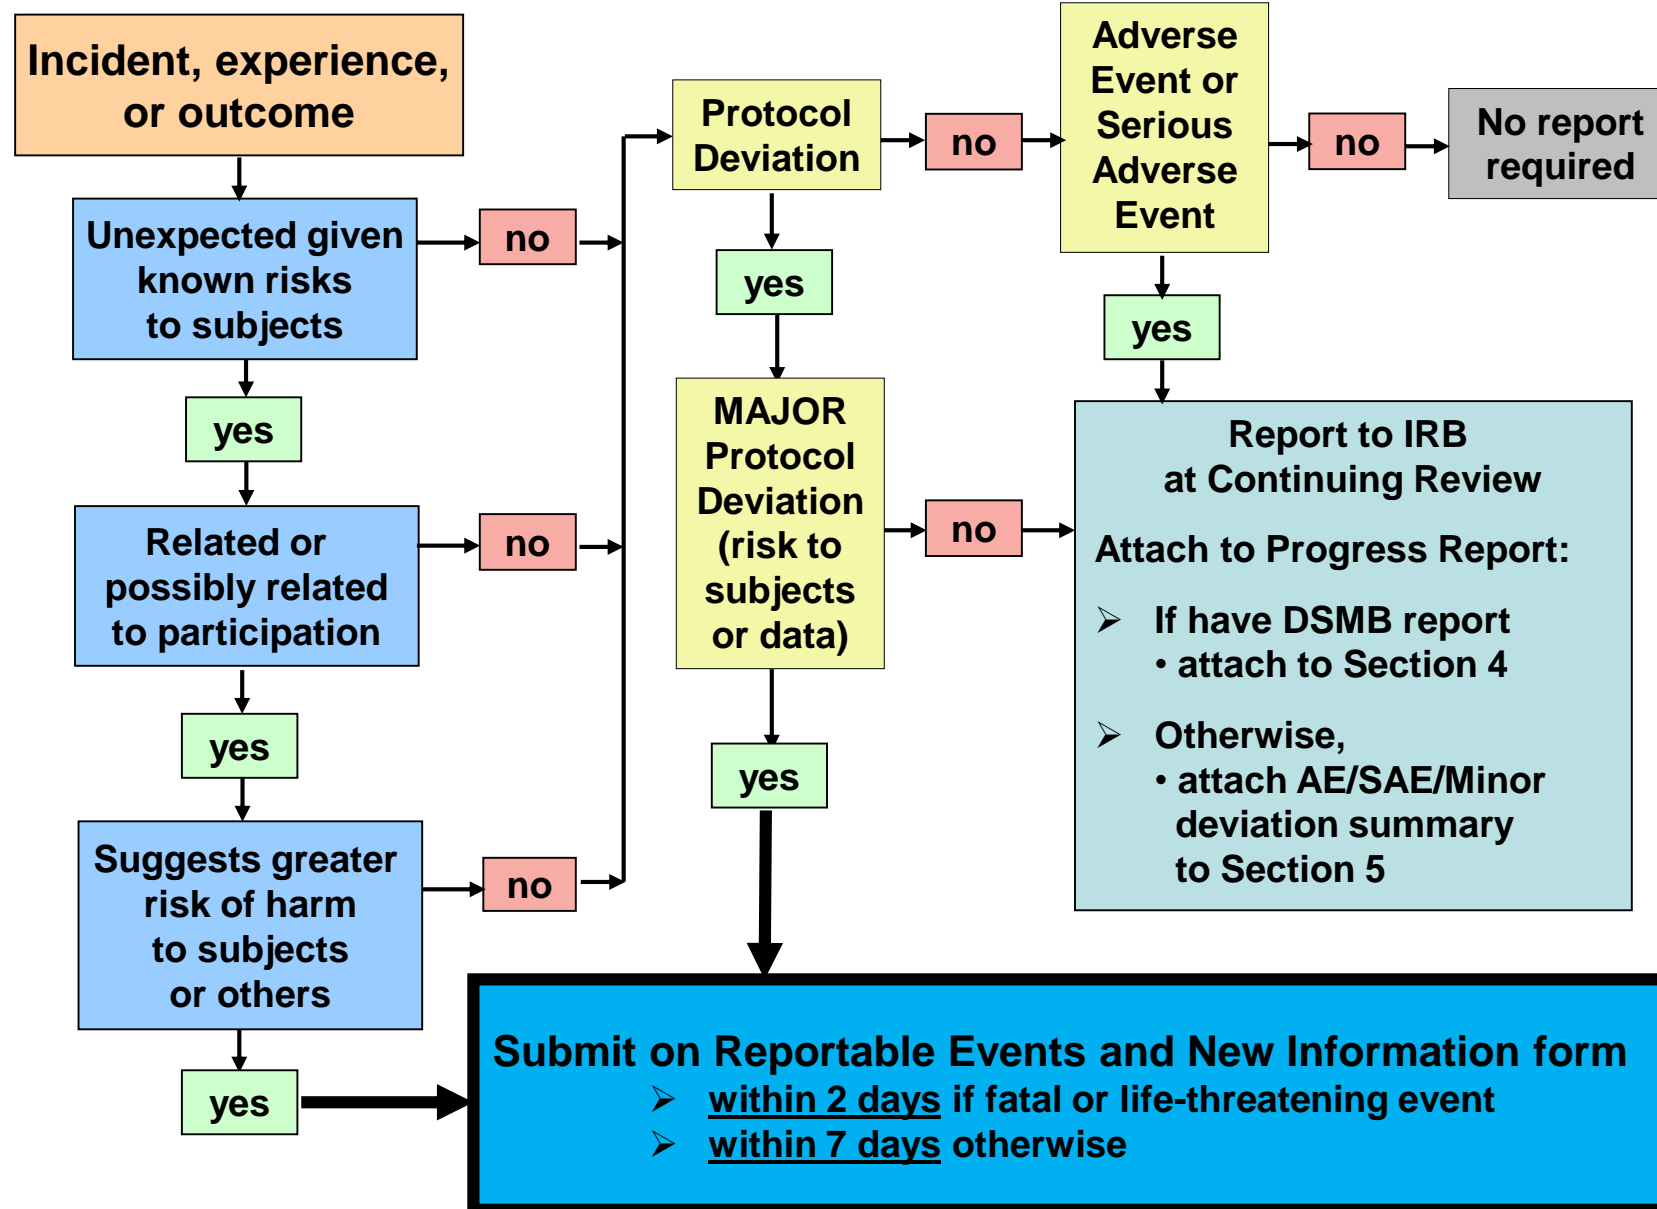 Incident, experience,
or outcome
Unexpected given
known risks
to subjects
no
yes
Related or
possibly related
to participation
no
yes
Suggests greater
risk of harm
to subjects
or others
no
yes
Protocol
Deviation
no
yes
MAJOR
Protocol
Deviation
(risk to
subjects
or data)
no
yes
Adverse
Event or
Serious
Adverse
Event
no
yes
No report
required
Report to IRB
at Continuing Review
Attach to Progress Report:
➢ If have DSMB report
• attach to Section 4
➢ Otherwise,
• attach AE/SAE/Minor
deviation summary
to Section 5
Submit on Reportable Events and New Information form
➢ within 2 days if fatal or life-threatening event
➢ within 7 days otherwise